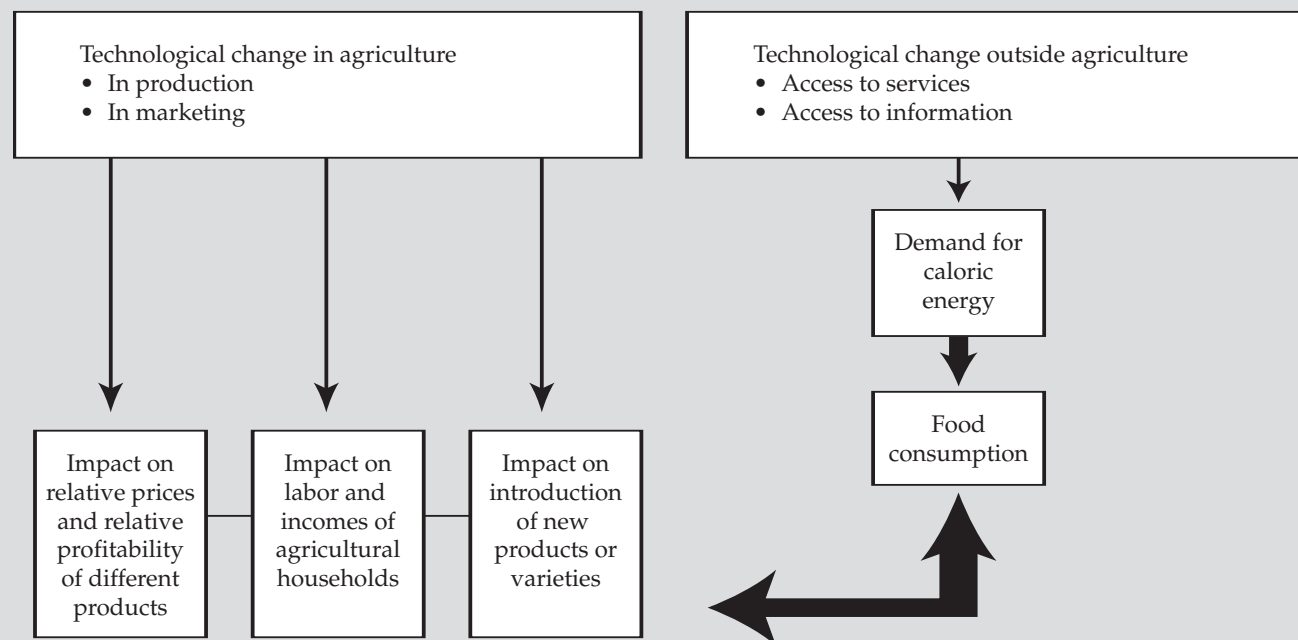 Technological change in agriculture
• In production
• In marketing
Technological change outside agriculture
• Access to services
• Access to information
Demand for
caloric
energy
Food
consumption
Impact on
relative prices
and relative
profitability
of different
products
Impact on
labor and
incomes of
agricultural
households
Impact on
introduction
of new
products or
varieties